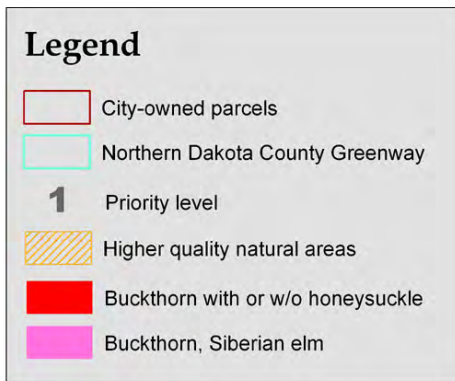 Legend
City-owned parcels
Northern Dakota County Greenway
1 Priority level
Higher quality natural areas
Buckthorn with or w/o honeysuckle
Buckthorn, Siberian elm